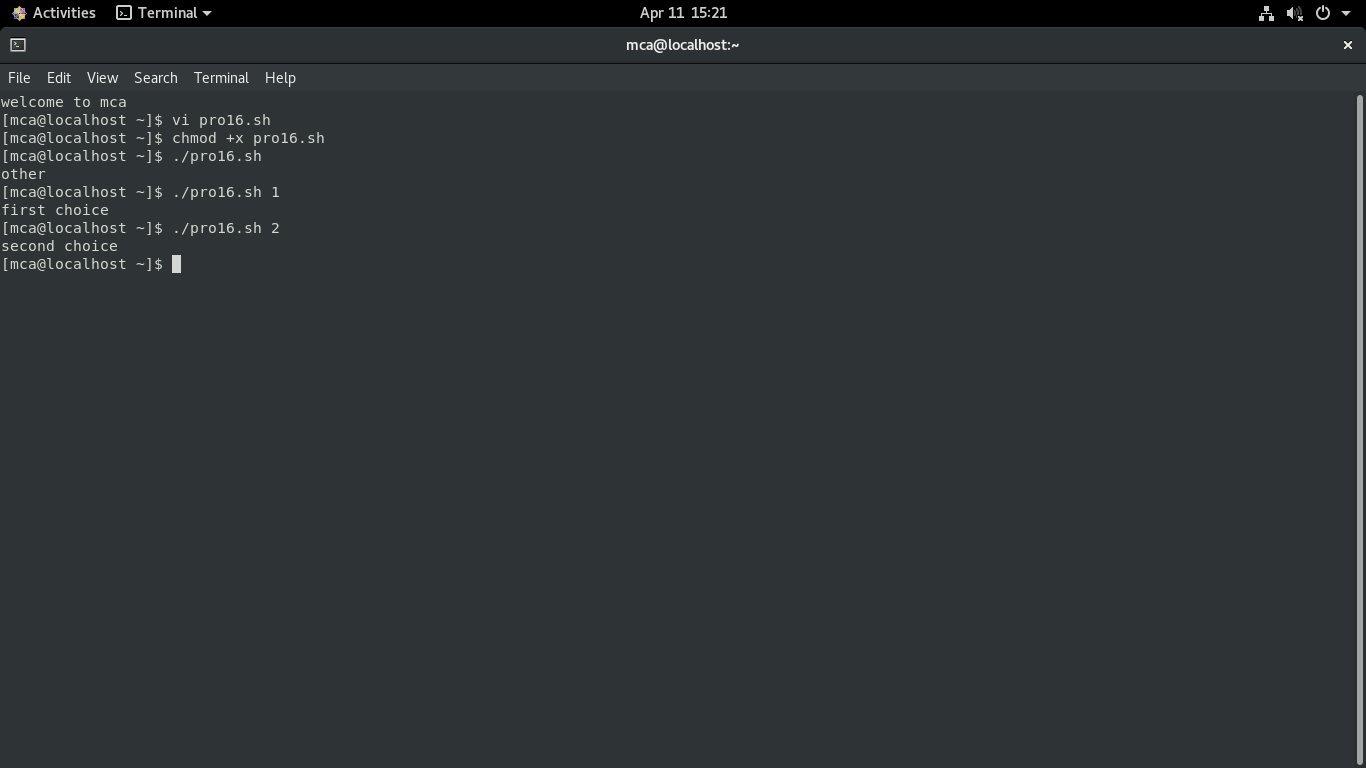 Activities Terminal Apr 11 15:21
mca@localhost:~
File Edit View Search Terminal Help
welcome to mca
[mca@localhost ~]$ vi pro16.sh
[mca@localhost ~]$ chmod +x pro16.sh
[mca@localhost ~]$ ./pro16.sh
other
[mca@localhost ~]$ ./pro16.sh 1
first choice
[mca@localhost ~]$ ./pro16.sh 2
second choice
[mca@localhost ~]$